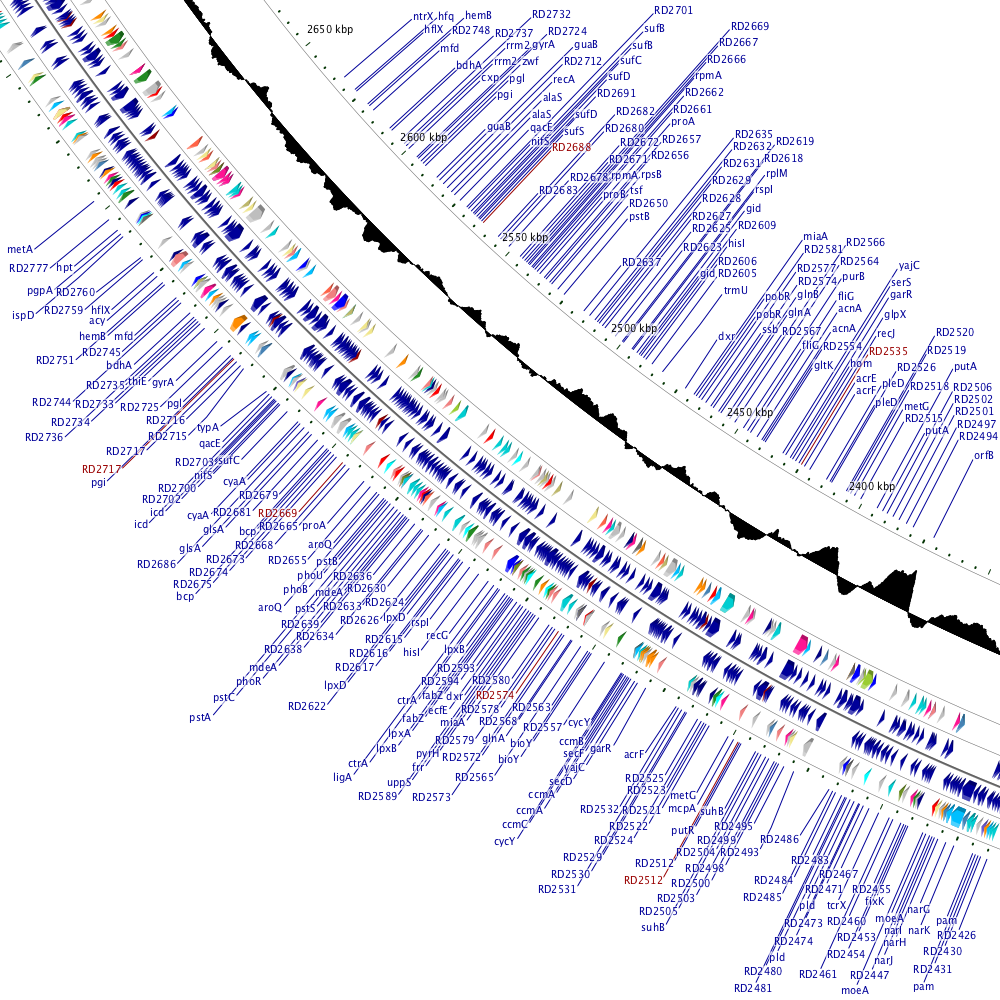 2650 kbp
ntrX
hfq
hemB
hflX
RD2748
mfd
RD2732
RD2737
RD2724
rrm2
gyrA
guaB
bdhA
rrm2
zwf
RD2712
cxp
pgl
recA
pgi
alaS
guaB
alaS
qacE
nifS
sufD
sufS
RD2688
RD2701
sufB
sufB
sufC
sufD
RD2691
RD2682
RD2680
RD2672
RD2671
RD2678
rpmA
rpsB
RD2683
proB
tsf
RD2650
pstB
RD2669
RD2667
RD2666
rpmA
RD2662
RD2661
proA
RD2657
RD2656
2600 kbp
2550 kbp
RD2635
RD2619
RD2632
RD2618
RD2631
rplM
RD2629
rspI
RD2628
gid
RD2627
RD2609
RD2625
hisI
RD2623
RD2606
RD2637
gid
RD2605
trmU
2500 kbp
miaA
RD2566
RD2581
RD2564
RD2577
purB
RD2574
pobR
glnB
fliG
acnA
pobR
glnA
ssb
RD2567
acnA
dxr
fliG
RD2554
gltK
hom
acrE
acrF
yajC
serS
garR
glpX
recJ
RD2535
2450 kbp
RD2520
RD2519
RD2526
putA
pleD
RD2518
RD2506
RD2502
pleD
metG
RD2501
RD2515
RD2497
putA
RD2494
orfB
2400 kbp
metA
RD2777
hpt
pgpA
RD2760
ispD
RD2759
hflX
acy
hemB
mfd
RD2745
RD2751
bdhA
RD2735
thiE
gyrA
RD2744
RD2733
RD2725
pgl
RD2734
RD2716
RD2736
RD2715
typA
RD2717
qacE
RD2717
RD2703
sufC
pgi
nifS
RD2700
cyaA
RD2702
RD2679
icd
cyaA
RD2681
RD2669
icd
glsA
bcp
RD2665
proA
glsA
RD2668
aroQ
RD2686
RD2673
RD2655
pstB
RD2674
phoU
RD2636
RD2675
phoB
mdeA
RD2630
bcp
aroQ
pstS
RD2633
RD2624
RD2639
RD2626
lpxD
rspI
RD2634
RD2615
recG
RD2638
RD2616
hisI
lpxB
mdeA
RD2617
RD2593
phoR
lpxD
RD2594
RD2580
pstC
fabZ
dxr
RD2574
RD2622
ctrA
ecfE
RD2578
RD2563
pstA
fabZ
miaA
RD2568
lpxA
RD2579
glnA
RD2557
cycY
lpxB
pyrH
RD2572
bioY
ccmB
ctrA
frr
bioY
secF
garR
ligA
uppS
RD2565
yajC
RD2589
RD2573
secD
ccmA
ccmA
ccmC
cycY
acrF
RD2525
RD2523
metG
RD2532
RD2521
mcpA
suhB
RD2522
putR
RD2495
RD2524
RD2499
RD2529
RD2512
RD2504
RD2493
RD2530
RD2512
RD2498
RD2531
RD2500
RD2503
RD2505
suhB
RD2486
RD2483
RD2484
RD2467
RD2485
RD2471
RD2455
pld
tcrX
fixK
RD2473
RD2460
moeA
narG
RD2474
RD2453
narI
narK
pam
pld
RD2454
narH
RD2426
RD2480
RD2461
narJ
RD2430
RD2481
RD2447
RD2431
moeA
pam